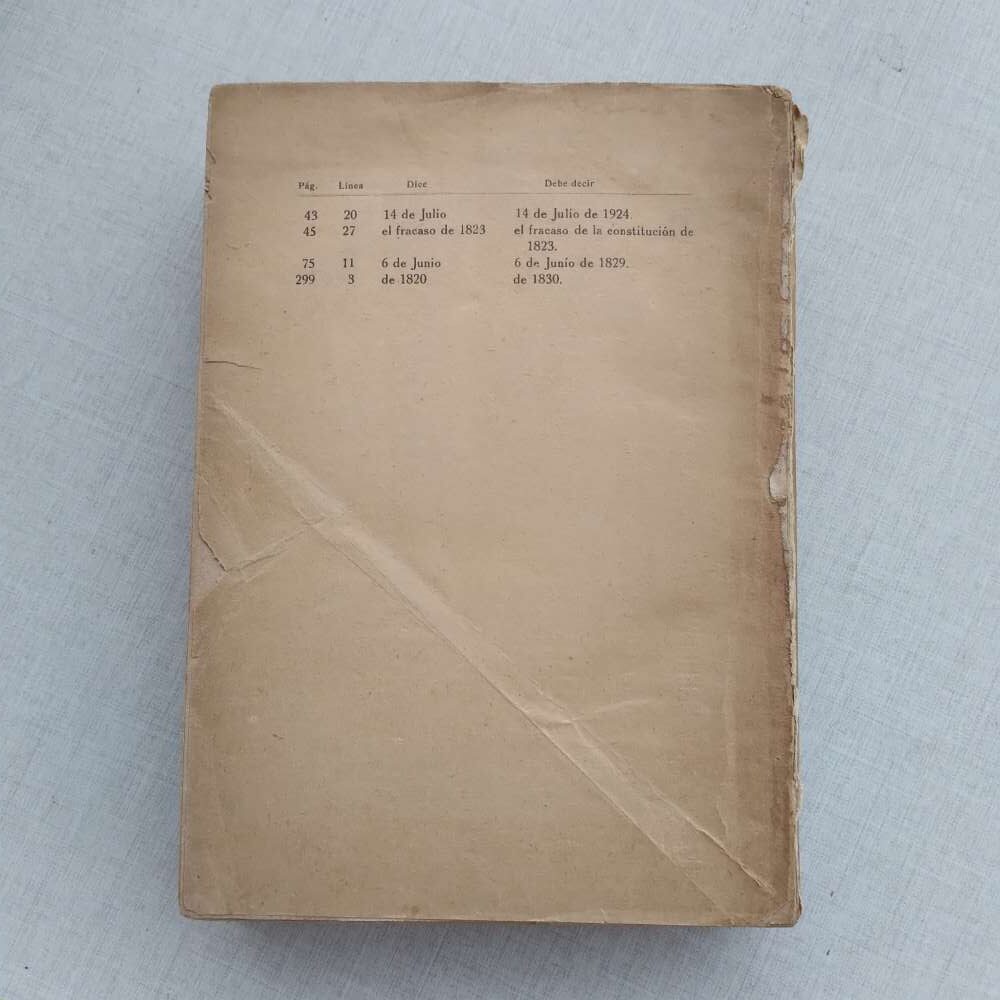 Pág. Línea Dice Debe decir
43 20 14 de Julio 14 de Julio de 1924.
45 27 el fracaso de 1823 el fracaso de la constitución de
1823.
75 11 6 de Junio 6 de Junio de 1829.
299 3 de 1820 de 1830.